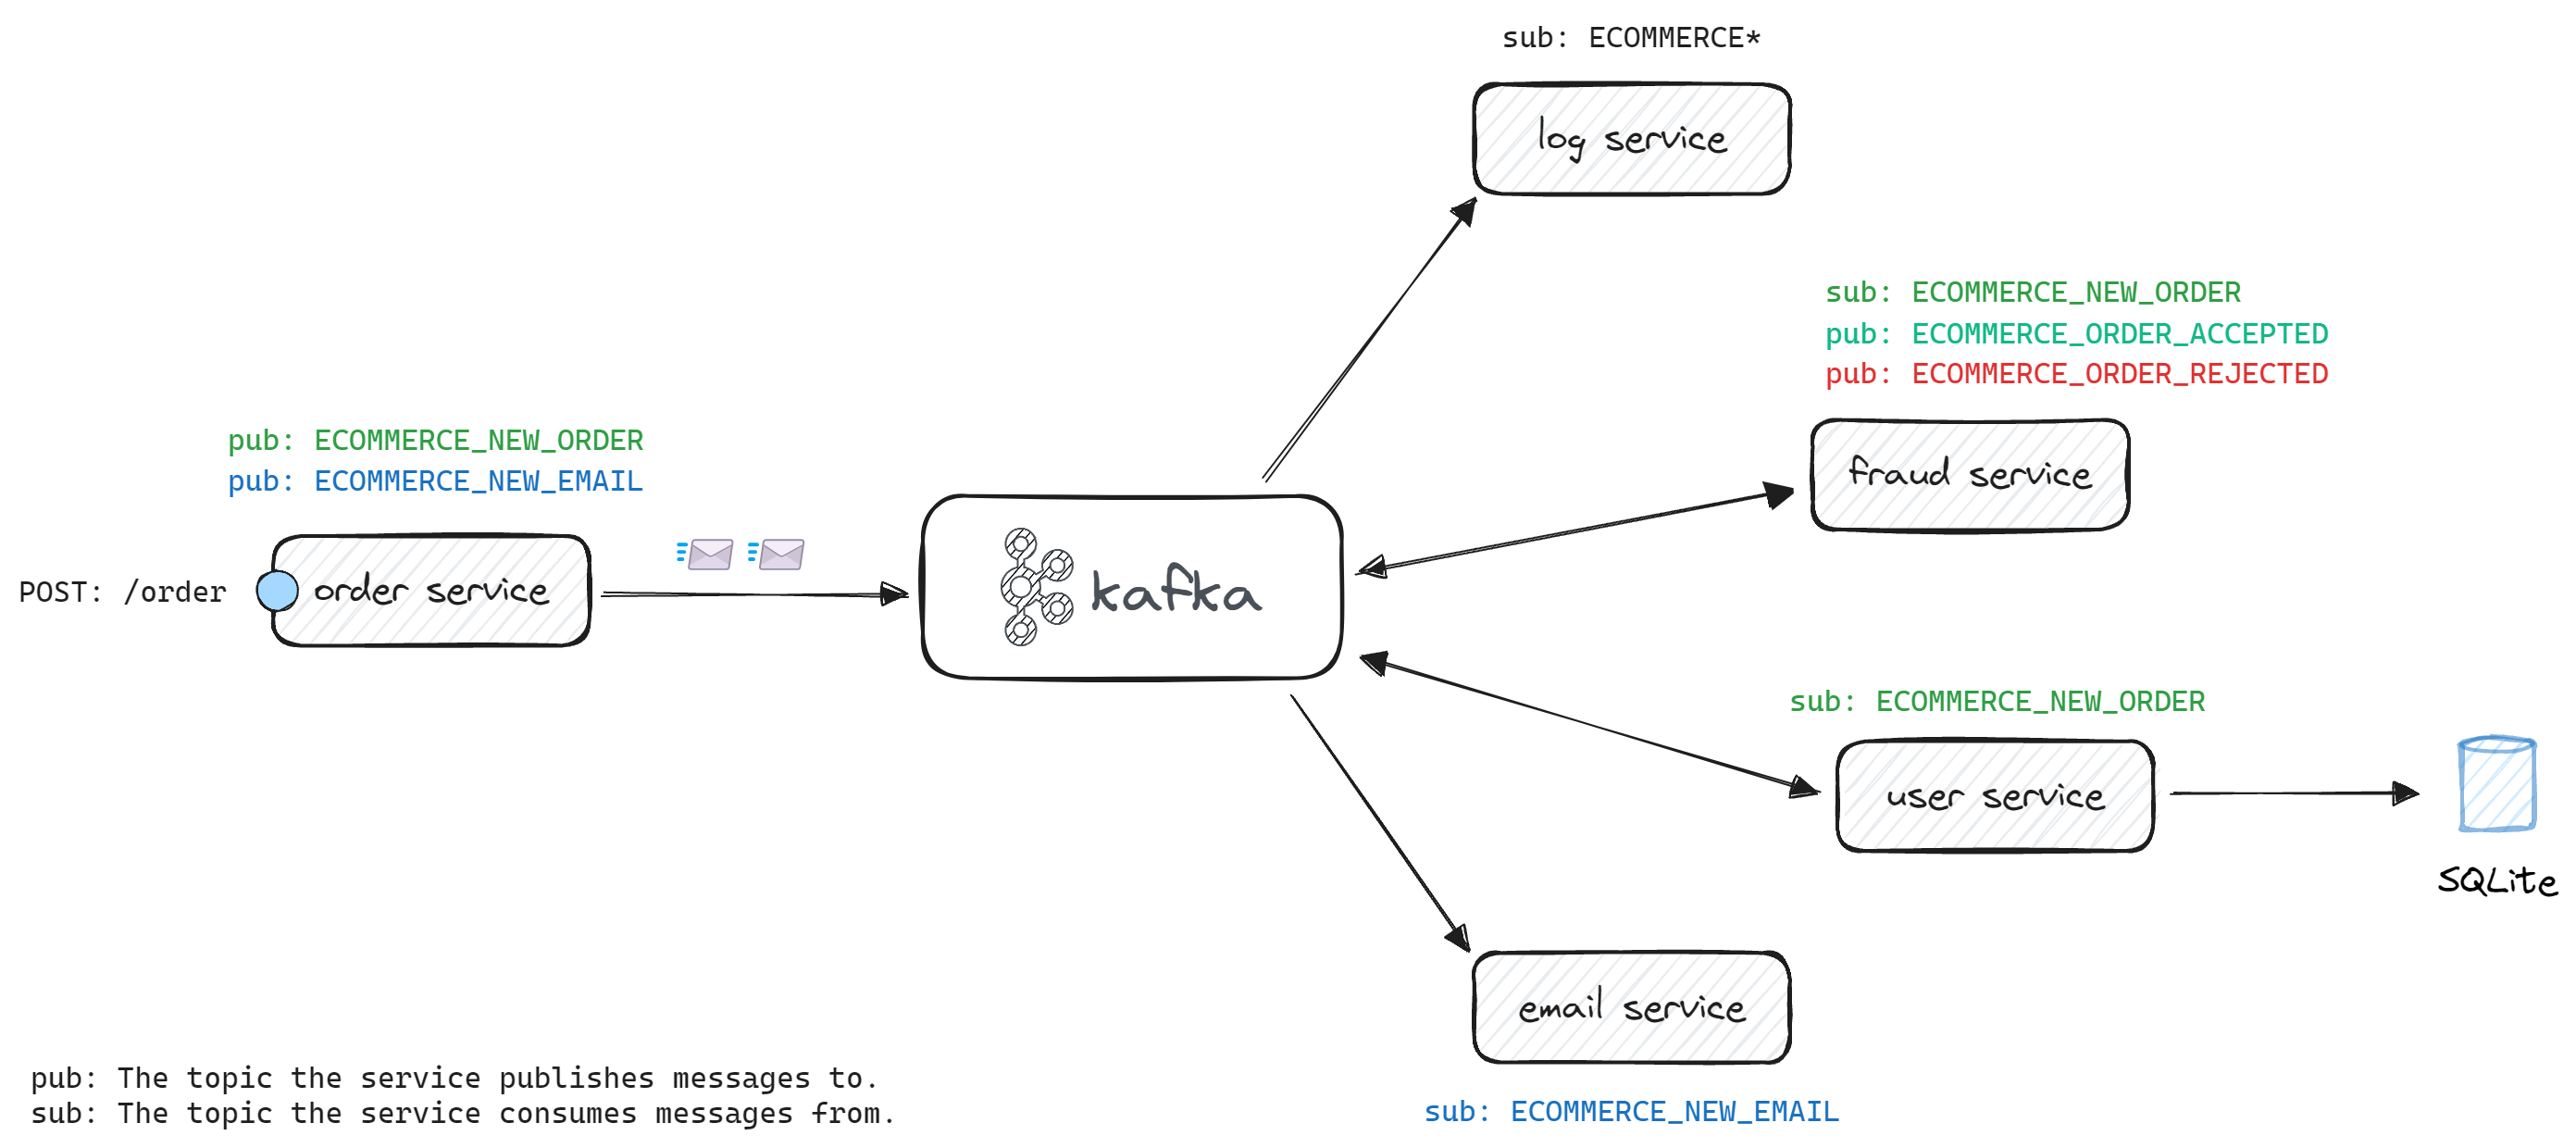 sub: ECOMMERCE*
log service
sub: ECOMMERCE_NEW_ORDER
pub: ECOMMERCE_ORDER_ACCEPTED
pub: ECOMMERCE_ORDER_REJECTED
fraud service
pub: ECOMMERCE_NEW_ORDER
pub: ECOMMERCE_NEW_EMAIL
POST: /order
order service
kafka
sub: ECOMMERCE_NEW_ORDER
user service
SQLite
email service
sub: ECOMMERCE_NEW_EMAIL
pub: The topic the service publishes messages to.
sub: The topic the service consumes messages from.